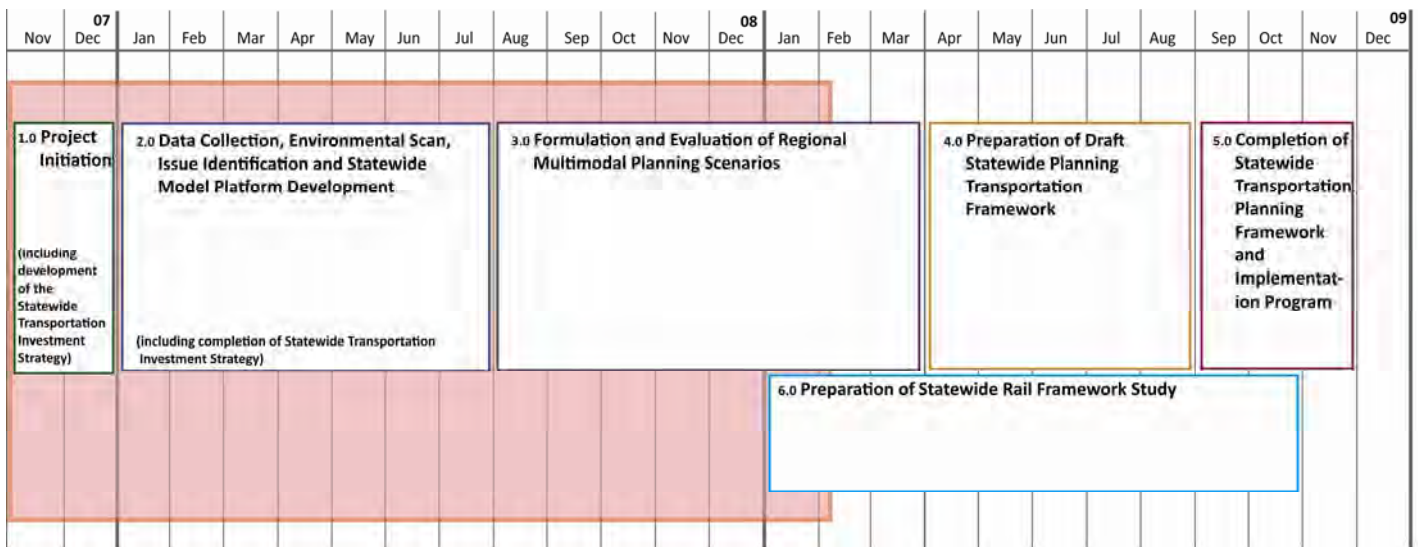 07
08
09
Nov Dec Jan Feb Mar Apr May Jun Jul Aug Sep Oct Nov Dec Jan Feb Mar Apr May Jun Jul Aug Sep Oct Nov Dec
1.0 Project
Initiation
(including
development
of the
Statewide
Transportation
Investment
Strategy)
2.0 Data Collection, Environmental Scan,
Issue Identification and Statewide
Model Platform Development
(including completion of Statewide Transportation
Investment Strategy)
3.0 Formulation and Evaluation of Regional
Multimodal Planning Scenarios
4.0 Preparation of Draft
Statewide Planning
Transportation
Framework
5.0 Completion of
Statewide
Transportation
Planning
Framework
and
Implementat-
ion Program
6.0 Preparation of Statewide Rail Framework Study